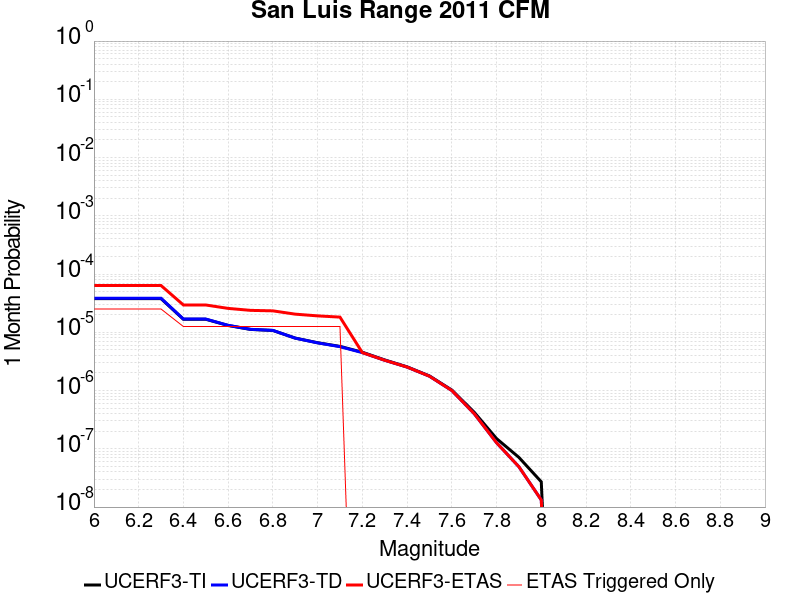 San Luis Range 2011 CFM
10^0
10^-1
10^-2
10^-3
10^-4
10^-5
10^-6
10^-7
10^-8
1 Month Probability
6 6.2 6.4 6.6 6.8 7 7.2 7.4 7.6 7.8 8 8.2 8.4 8.6 8.8 9
Magnitude
UCERF3-TI UCERF3-TD UCERF3-ETAS ETAS Triggered Only